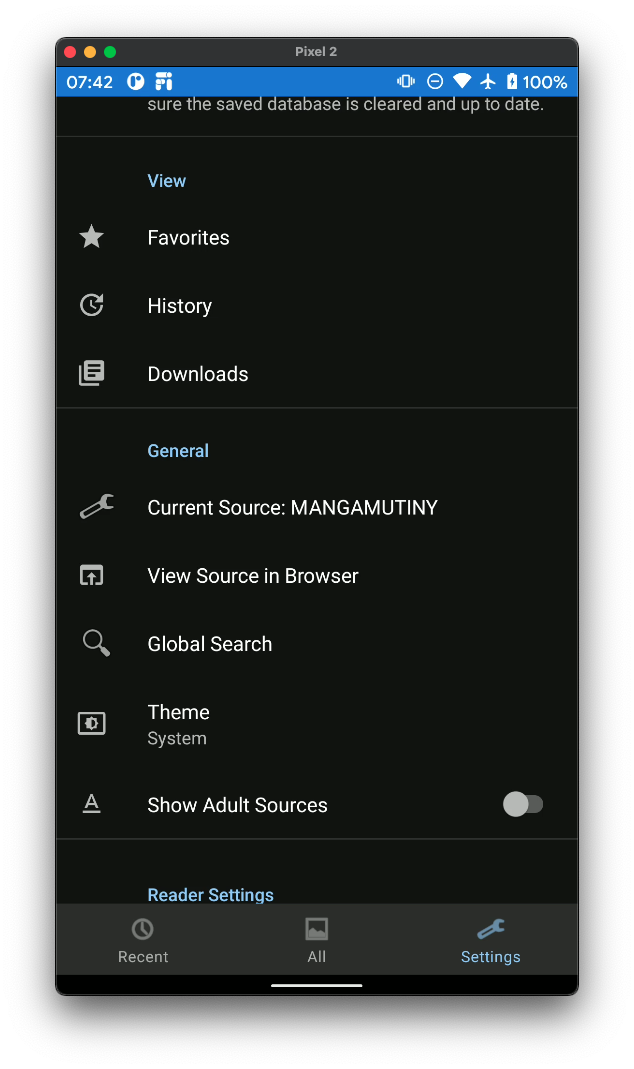 Pixel 2
07:42
100%
sure the saved database is cleared and up to date.
View
Favorites
History
Downloads
General
Current Source: MANGAMUTINY
View Source in Browser
Global Search
Theme
System
A
Show Adult Sources
Reader Settings
Recent
All
Settings